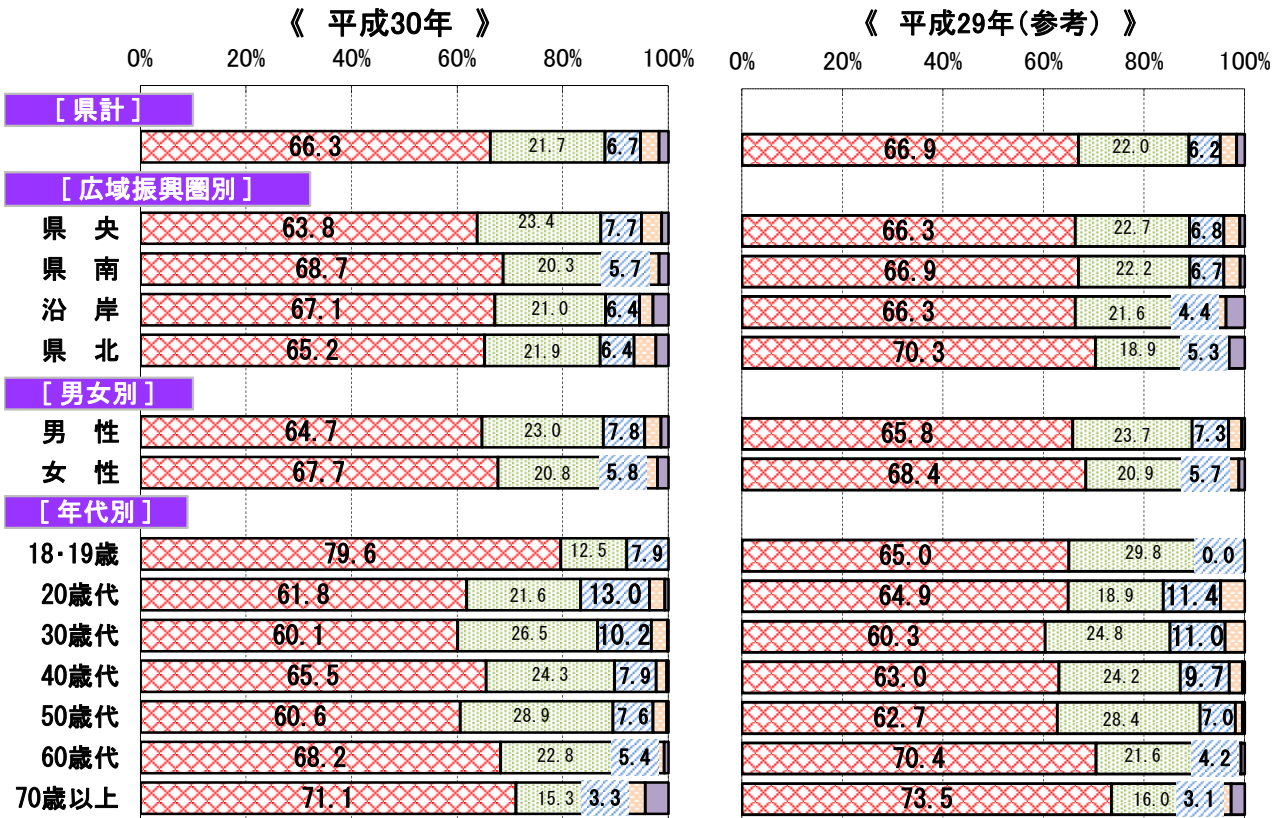 《 平成30年 》 《 平成29年(参考) 》
0% 20% 40% 60% 80% 100% 0% 20% 40% 60% 80% 100%
[ 県計 ]
66.3 21.7 6.7 66.9 22.0 6.2
[ 広域振興圏別 ]
県 央 63.8 23.4 7.7 66.3 22.7 6.8
県 南 68.7 20.3 5.7 66.9 22.2 6.7
沿 岸 67.1 21.0 6.4 66.3 21.6 4.4
県 北 65.2 21.9 6.4 70.3 18.9 5.3
[ 男女別 ]
男 性 64.7 23.0 7.8 65.8 23.7 7.3
女 性 67.7 20.8 5.8 68.4 20.9 5.7
[ 年代別 ]
18・19歳 79.6 12.5 7.9 65.0 29.8 0.0
20歳代 61.8 21.6 13.0 64.9 18.9 11.4
30歳代 60.1 26.5 10.2 60.3 24.8 11.0
40歳代 65.5 24.3 7.9 63.0 24.2 9.7
50歳代 60.6 28.9 7.6 62.7 28.4 7.0
60歳代 68.2 22.8 5.4 70.4 21.6 4.2
70歳以上 71.1 15.3 3.3 73.5 16.0 3.1